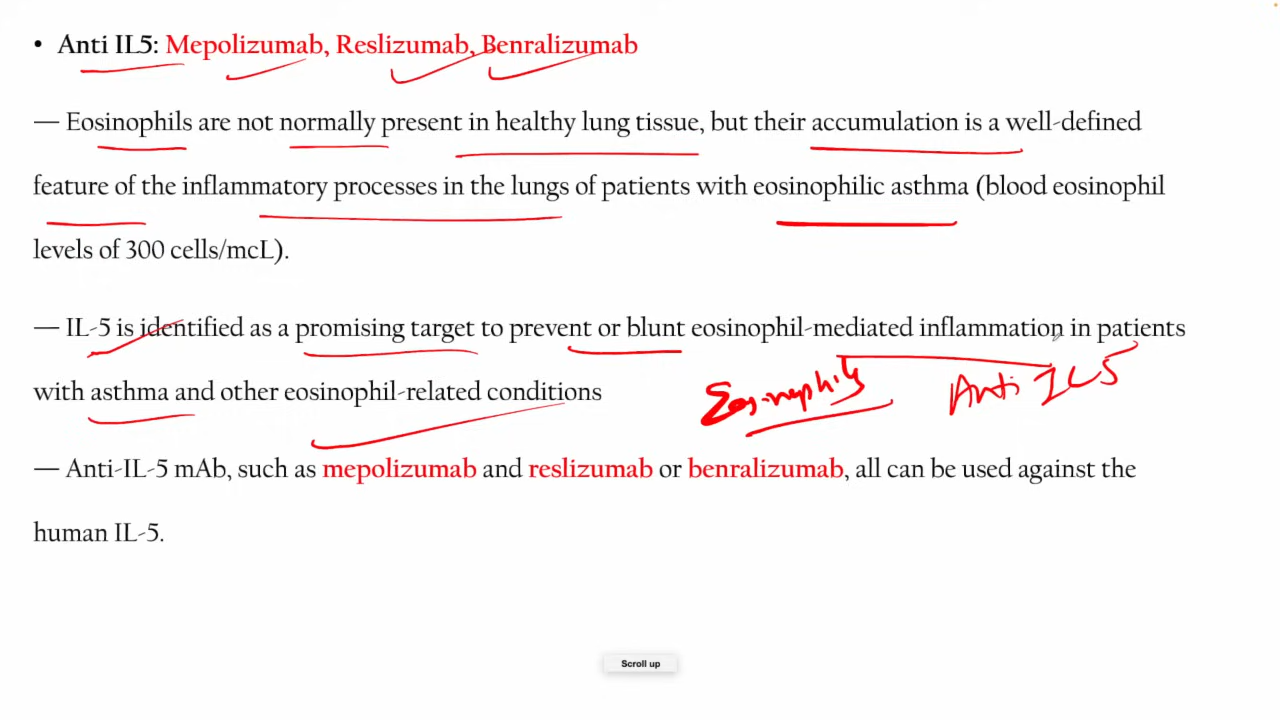 • Anti IL5: Mepolizumab, Reslizumab, Benralizumab
— Eosinophils are not normally present in healthy lung tissue, but their accumulation is a well-defined
feature of the inflammatory processes in the lungs of patients with eosinophilic asthma (blood eosinophil
levels of 300 cells/mcL).
— IL-5 is identified as a promising target to prevent or blunt eosinophil-mediated inflammation in patients
with asthma and other eosinophil-related conditions
Eosinophils Anti IL5
— Anti-IL-5 mAb, such as mepolizumab and reslizumab or benralizumab, all can be used against the
human IL-5.
Scroll up